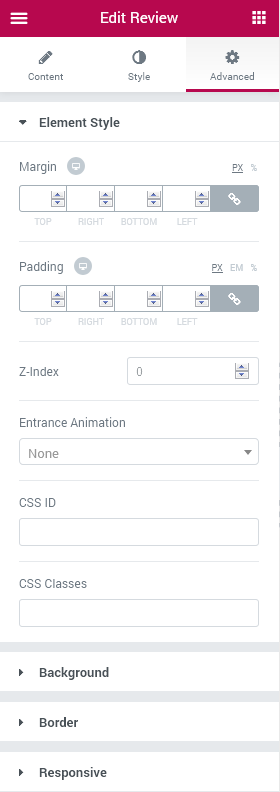 Edit Review
Content Style Advanced
Element Style
Margin PX %
TOP RIGHT BOTTOM LEFT
Padding PX EM %
TOP RIGHT BOTTOM LEFT
Z-Index 0
Entrance Animation
None
CSS ID
CSS Classes
Background
Border
Responsive